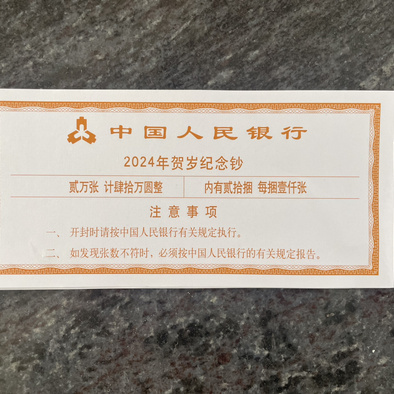 中国人民银行
2024年贺岁纪念钞
贰万张 计肆拾万圆整 内有贰拾捆 每捆壹仟张
注意事项
一、 开封时请按中国人民银行有关规定执行。
二、 如发现张数不符时，必须按中国人民银行的有关规定报告。